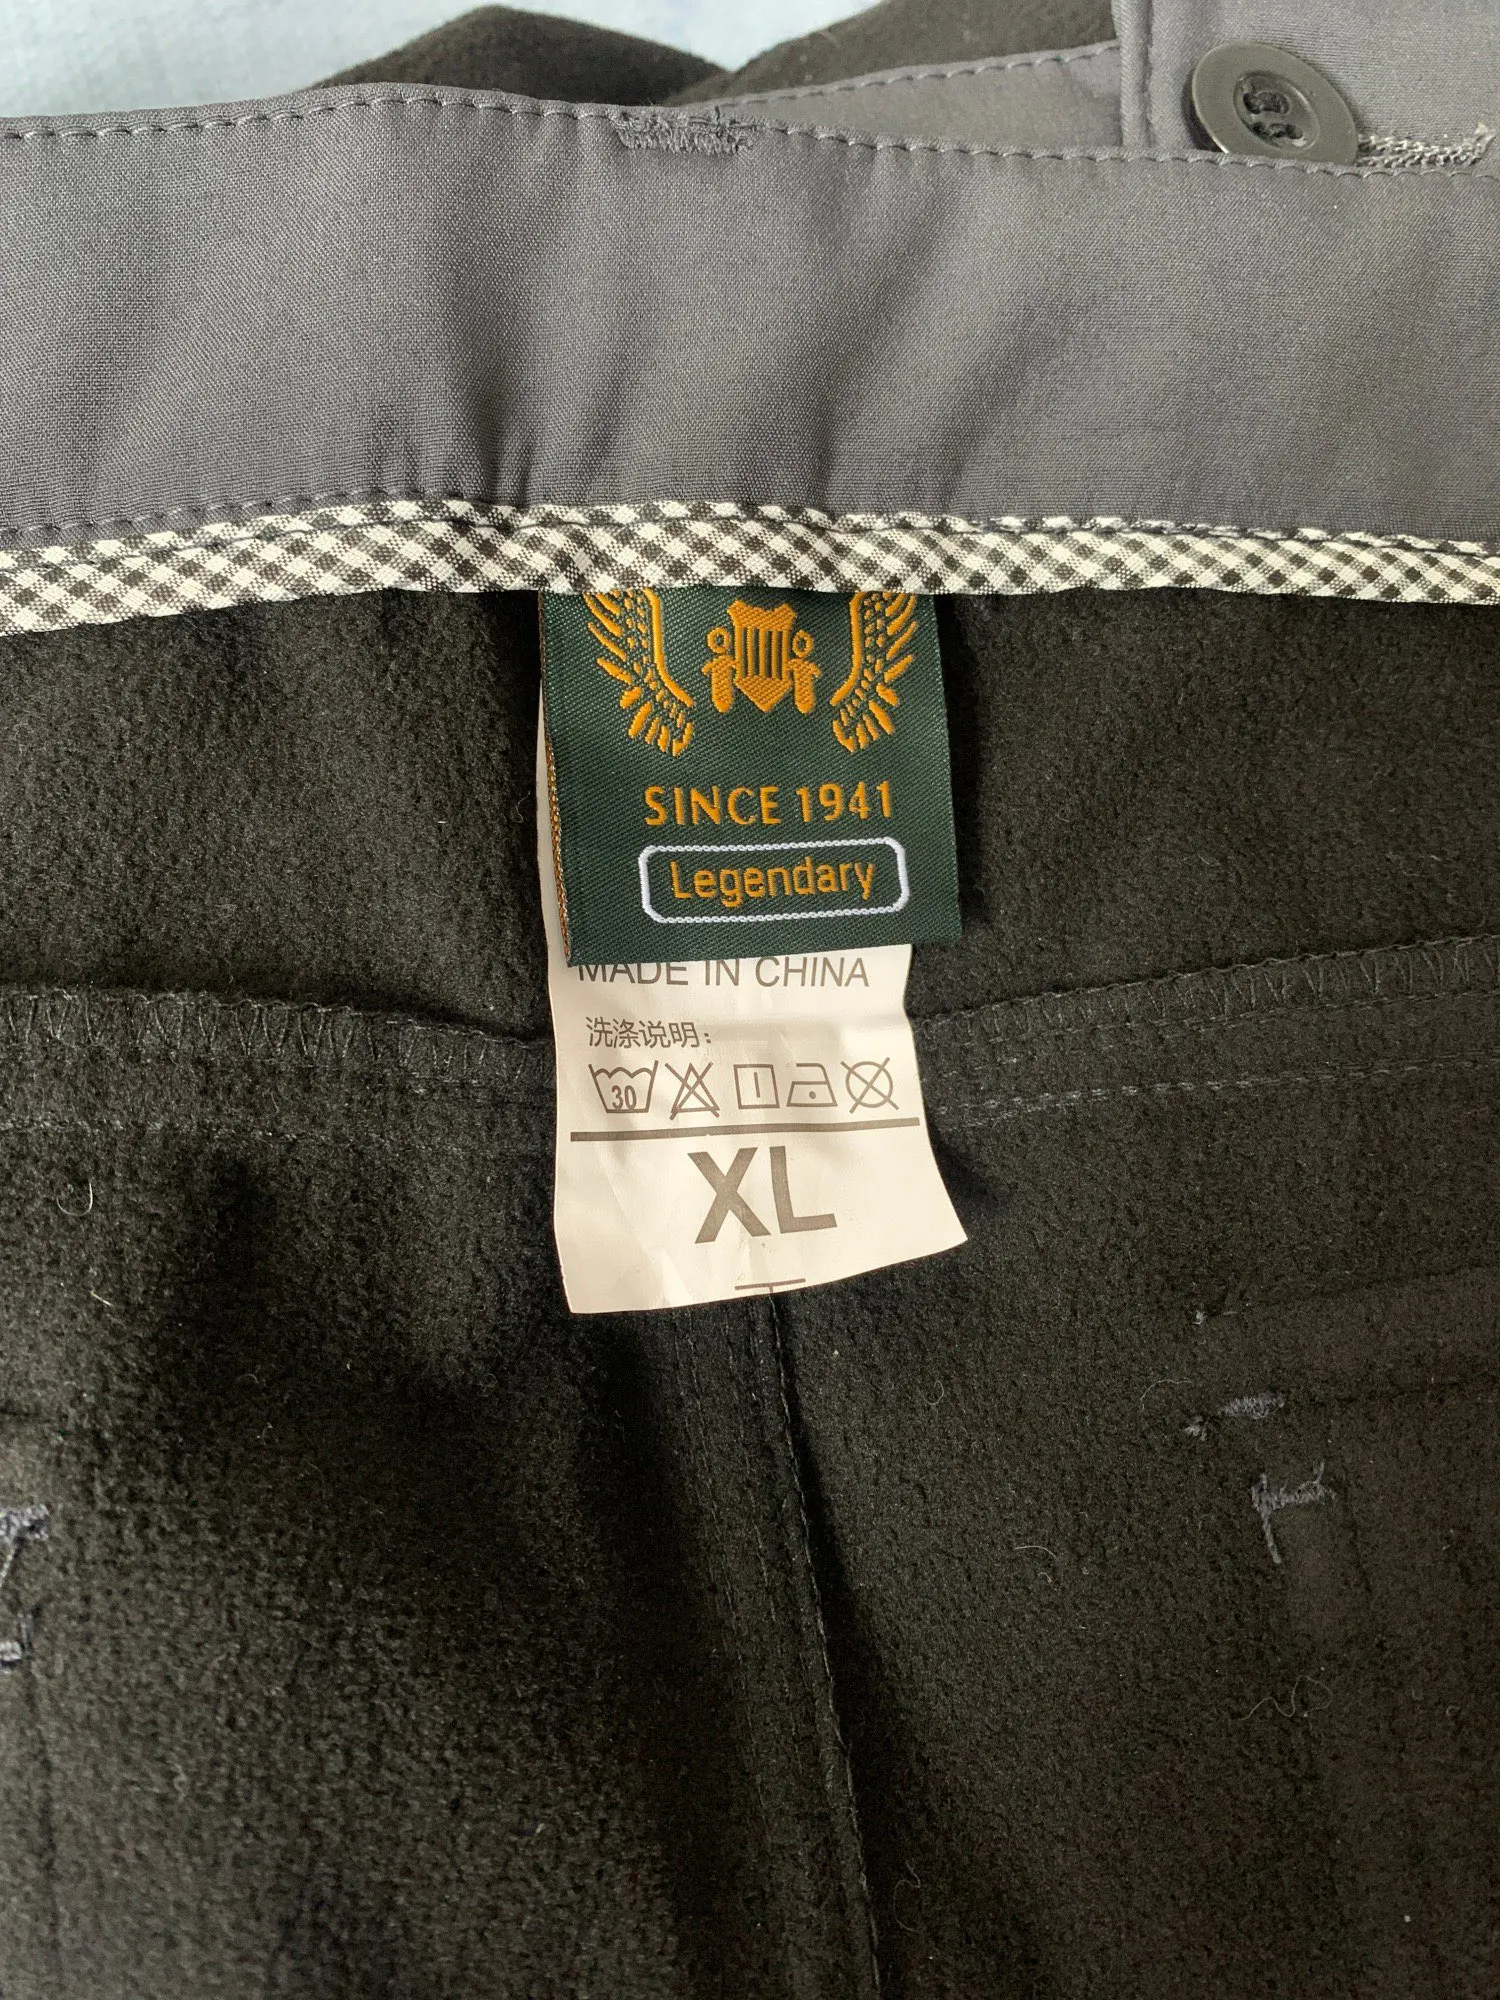 SINCE 1941
Legendary
MADE IN CHINA
洗涤说明:
30
XL